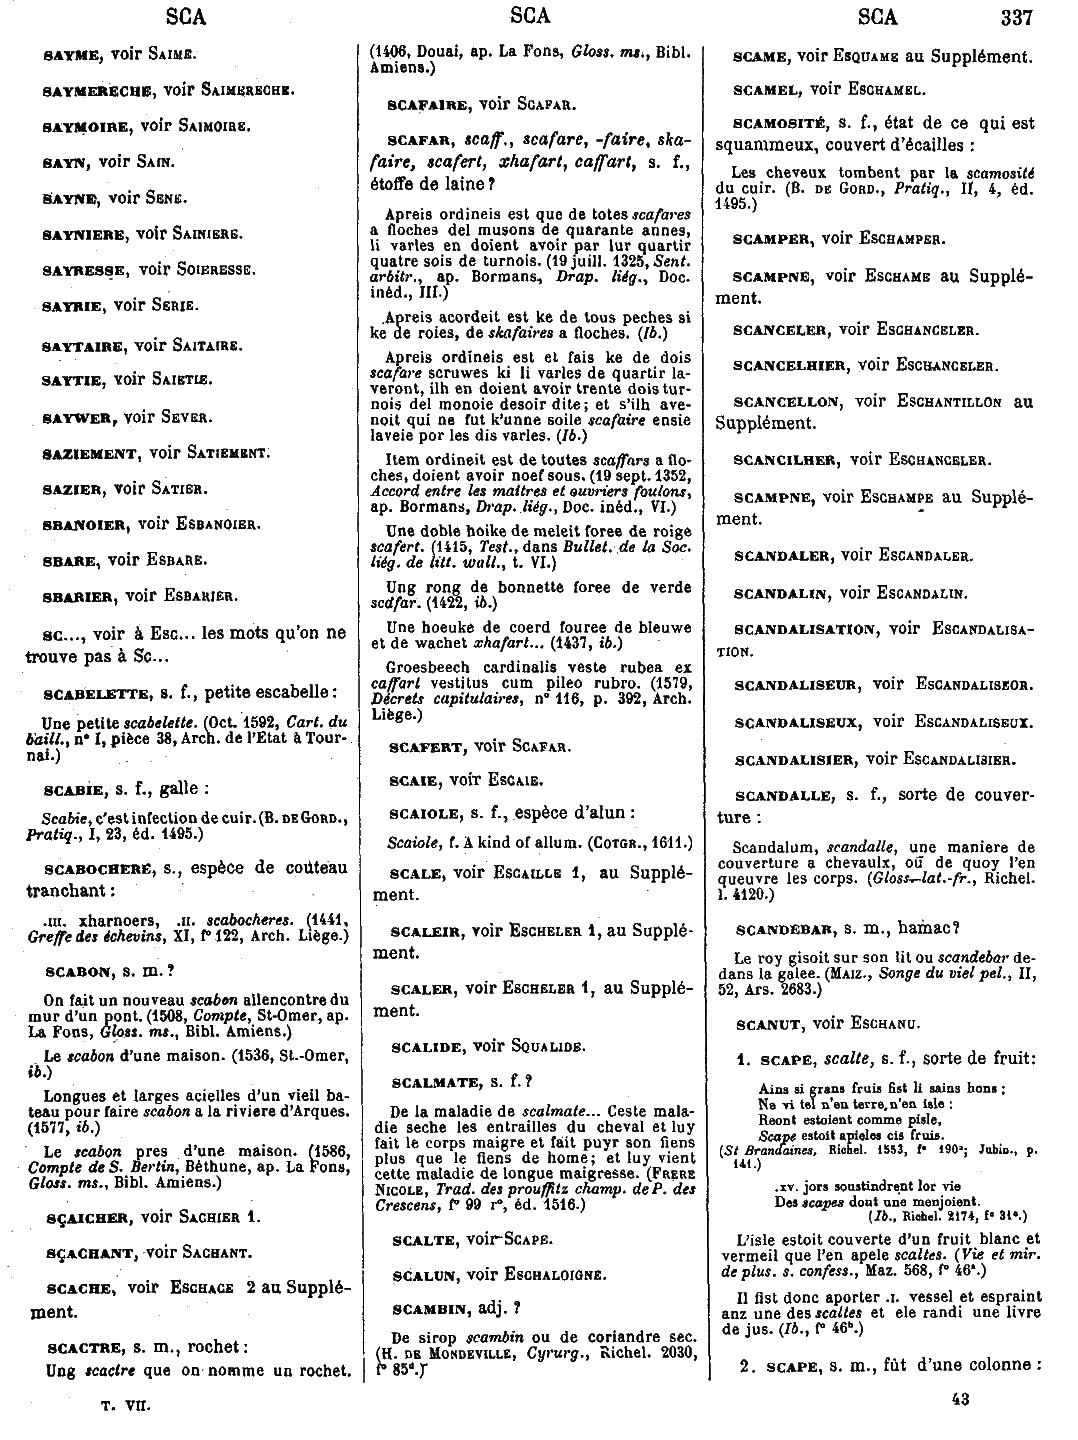 SCA
SCA
SCA 337
SAYME, voir SAIME.
SAYMERECHE, voir SAIMERECHE.
SAYMOIRE, voir SAIMOIRE.
SAYN, voir SAIN.
SAYNE, voir SENE.
SAYNIERE, voir SAINIERE.
SAYRESSE, voir SOIERESSE.
SAYRIE, voir SERIE.
SAYTAIRE, voir SAITAIRE.
SAYTIE, voir SAIETIE.
SAYWER, voir SEVER.
SAZIEMENT, voir SATIEMENT.
SAZIER, voir SATIER.
SBANOIER, voir ESBANOIER.
SBARE, voir ESBARE.
SBARIER, voir ESBARIER.
SC..., voir à ESC... les mots qu'on ne
trouve pas à SC...
SCABELETTE, s. f., petite escabelle :
Une petite scabelette. (Oct. 1592, Cart. du
baill., n° I, pièce 38, Arch. de l'Etat à Tour-
nai.)
SCABIE, s. f., galle :
Scabie, c'est infection de cuir. (B. DE GORD.,
Pratiq., I, 23, éd. 1495.)
SCABOCHERE, s., espèce de couteau
tranchant :
.III. xharnoers, .II. scabocheres. (1441,
Greffe des échevins, XI, f° 122, Arch. Liège.)
SCABON, s. m. ?
On fait un nouveau scabon allencontre du
mur d'un pont. (1508, Compte, St-Omer, ap.
La Fons, Gloss. ms., Bibl. Amiens.)
Le scabon d'une maison. (1536, St.-Omer,
ib.)
Longues et larges acielles d'un vieil ba-
teau pour faire scabon a la riviere d'Arques.
(1577, ib.)
Le scabon pres d'une maison. (1586,
Compte de S. Bertin, Béthune, ap. La Fons,
Gloss. ms., Bibl. Amiens.)
SÇAICHER, voir SACHIER 1.
SÇACHANT, voir SACHANT.
SCACHE, voir ESCHACE 2 au Supplé-
ment.
SCACTRE, s. m., rochet :
Ung scactre que on nomme un rochet.
T. VII.
(1406, Douai, ap. La Fons, Gloss. ms., Bibl.
Amiens.)
SCAFAIRE, voir SCAFAR.
SCAFAR, scaff., scafare, -faire, ska-
faire, scafert, xhafart, caffart, s. f.,
étoffe de laine ?
Apreis ordineis est que de totes scafares
a floches del musons de quarante annes,
li varles en doient avoir par lur quartir
quatre sois de turnois. (19 juill. 1325, Sent.
arbitr., ap. Bormans, Drap. liég., Doc.
inéd., III.)
Apreis acordeit est ke de tous peches si
ke de roies, de skafaires a floches. (Ib.)
Apreis ordineis est et fais ke de dois
scafare scruwes ki li varles de quartir la-
veront, ilh en doient avoir trente dois tur-
nois del monoie desoir dite ; et s'ilh ave-
noit qui ne fut k'unne soile scafaire ensie
laveie por les dis varles. (Ib.)
Item ordineit est de toutes scaffars a flo-
ches, doient avoir noef sous. (19 sept. 1352,
Accord entre les maitres et ouvriers foulons,
ap. Bormans, Drap. liég., Doc. inéd., VI.)
Une doble hoike de meleit foree de roige
scafert. (1415, Test., dans Bullet. de la Soc.
liég. de litt. wall., t. VI.)
Ung rong de bonnette foree de verde
scafar. (1422, ib.)
Une hoeuke de coerd fouree de bleuwe
et de wachet xhafart... (1437, ib.)
Groesbeech cardinalis veste rubea ex
caffart vestitus cum pileo rubro. (1579,
Décrets capitulaires, n° 116, p. 392, Arch.
Liège.)
SCAFERT, voir SCAFAR.
SCAIE, voir ESCAIE.
SCAIOLE, s. f., espèce d'alun :
Scaiole, f. A kind of allum. (COTGR., 1611.)
SCALE, voir ESCAILLE 1, au Supplé-
ment.
SCALEIR, voir ESCHELER 1, au Supplé-
ment.
SCALER, voir ESCHELER 1, au Supplé-
ment.
SCALIDE, voir SQUALIDE.
SCALMATE, s. f. ?
De la maladie de scalmate... Ceste mala-
die seche les entrailles du cheval et luy
fait le corps maigre et fait puyr son fiens
plus que le fiens de home ; et luy vient
cette maladie de longue maigresse. (FRERE
NICOLE, Trad. des prouffitz champ. de P. des
Crescens, f° 99 r°, éd. 1516.)
SCALTE, voir SCAPE.
SCALUN, voir ESCHALOIGNE.
SCAMBIN, adj. ?
De sirop scambin ou de coriandre sec.
(H. DE MONDEVILLE, Cyrurg., Richel. 2030,
f° 85d.)
SCAME, voir ESQUAME au Supplément.
SCAMEL, voir ESCHAMEL.
SCAMOSITÉ, s. f., état de ce qui est
squammeux, couvert d'écailles :
Les cheveux tombent par la scamosité
du cuir. (B. DE GORD., Pratiq., II, 4, éd.
1495.)
SCAMPER, voir ESCHAMPER.
SCAMPNE, voir ESCHAME au Supplé-
ment.
SCANCELER, voir ESCHANCELER.
SCANCELHIER, voir ESCHANCELER.
SCANCELLON, voir ESCHANTILLON au
Supplément.
SCANCILHER, voir ESCHANCELER.
SCAMPNE, voir ESCHAMPE au Supplé-
ment.
SCANDALER, voir ESCANDALER.
SCANDALIN, voir ESCANDALIN.
SCANDALISATION, voir ESCANDALISA-
TION.
SCANDALISEUR, voir ESCANDALISEOR.
SCANDALISEUX, voir ESCANDALISEUX.
SCANDALISIER, voir ESCANDALISIER.
SCANDALLE, s. f., sorte de couver-
ture :
Scandalum, scandalle, une maniere de
couverture a chevaulx, ou de quoy l'en
queuvre les corps. (Gloss. lat.-fr., Richel.
l. 4120.)
SCANDEBAR, s. m., hamac ?
Le roy gisoit sur son lit ou scandebar de-
dans la galee. (MAIZ., Songe du viel pel., II,
52, Ars. 2683.)
SCANUT, voir ESCHANU.
1. SCAPE, scalte, s. f., sorte de fruit :
Ains si grans fruis fist li sains hons ;
Ne vi tel n'en terre, n'en isle :
Reont estoient comme pisle,
Scape estoit apieles cis fruis.
(St Brandaines, Richel. 1553, f° 190a ; Jubin., p.
141.)
.XV. jors soustindrent lor vie
Des scapes dont une menjoient.
(Ib., Richel. 2174, f° 31a.)
L'isle estoit couverte d'un fruit blanc et
vermeil que l'en apele scaltes. (Vie et mir.
de plus. s. confess., Maz. 568, f° 46a.)
Il fist donc aporter .I. vessel et espraint
anz une des scaltes et ele randi une livre
de jus. (Ib., f° 46b.)
2. SCAPE, s. m., fût d'une colonne :
43